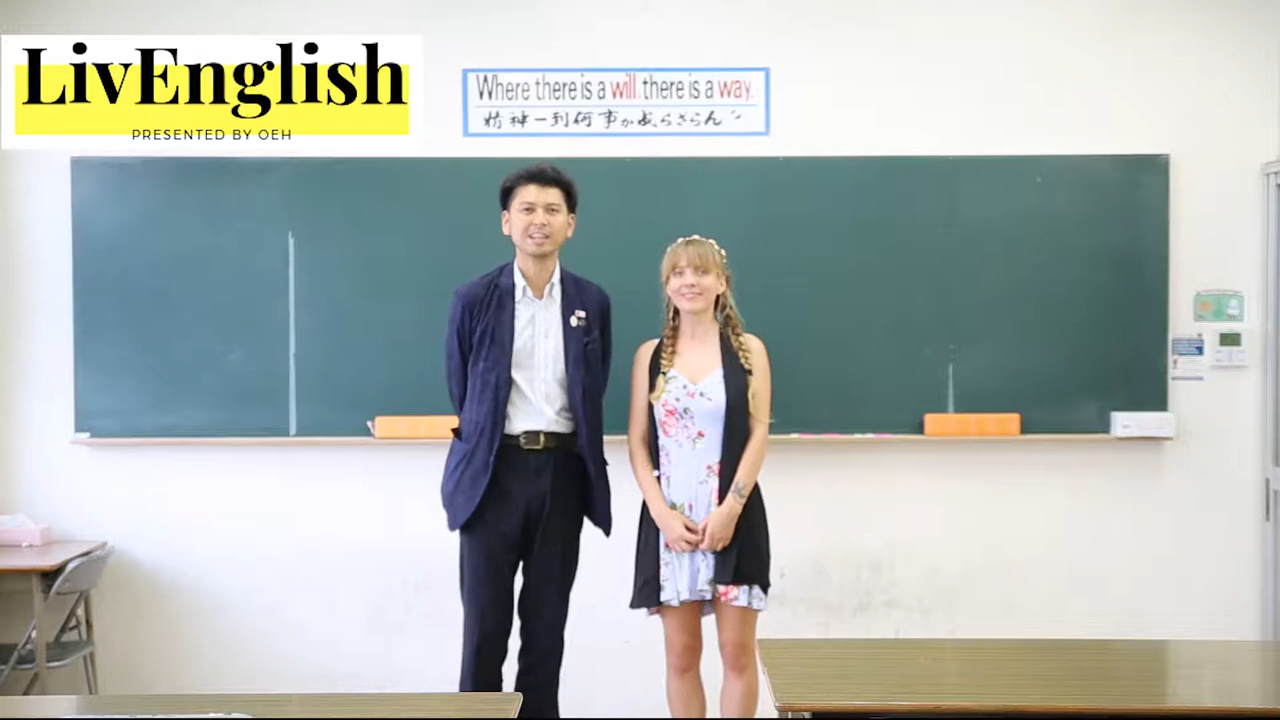 LivEnglish
PRESENTED BY OEH
Where there is a will, there is a way.
精神一到何事か成らざらん